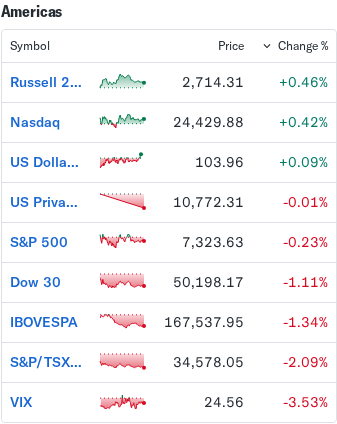 Americas
Symbol Price Change %
Russell 2... 2,714.31 +0.46%
Nasdaq 24,429.88 +0.42%
US Dolla... 103.96 +0.09%
US Priva... 10,772.31 -0.01%
S&P 500 7,323.63 -0.23%
Dow 30 50,198.17 -1.11%
IBOVESPA 167,537.95 -1.34%
S&P/TSX... 34,578.05 -2.09%
VIX 24.56 -3.53%